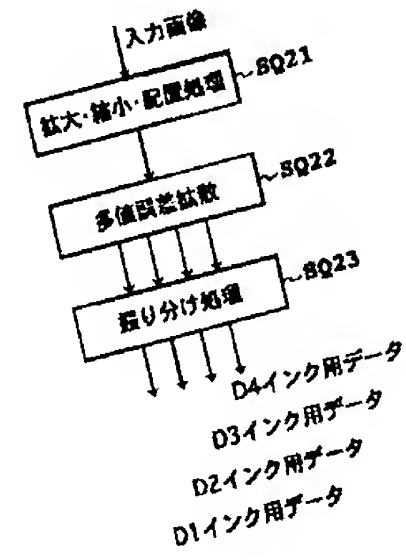 入力画像
拡大・縮小・配置処理
SQ21
多値誤差拡散
SQ22
振り分け処理
SQ23
D4インク用データ
D3インク用データ
D2インク用データ
D1インク用データ